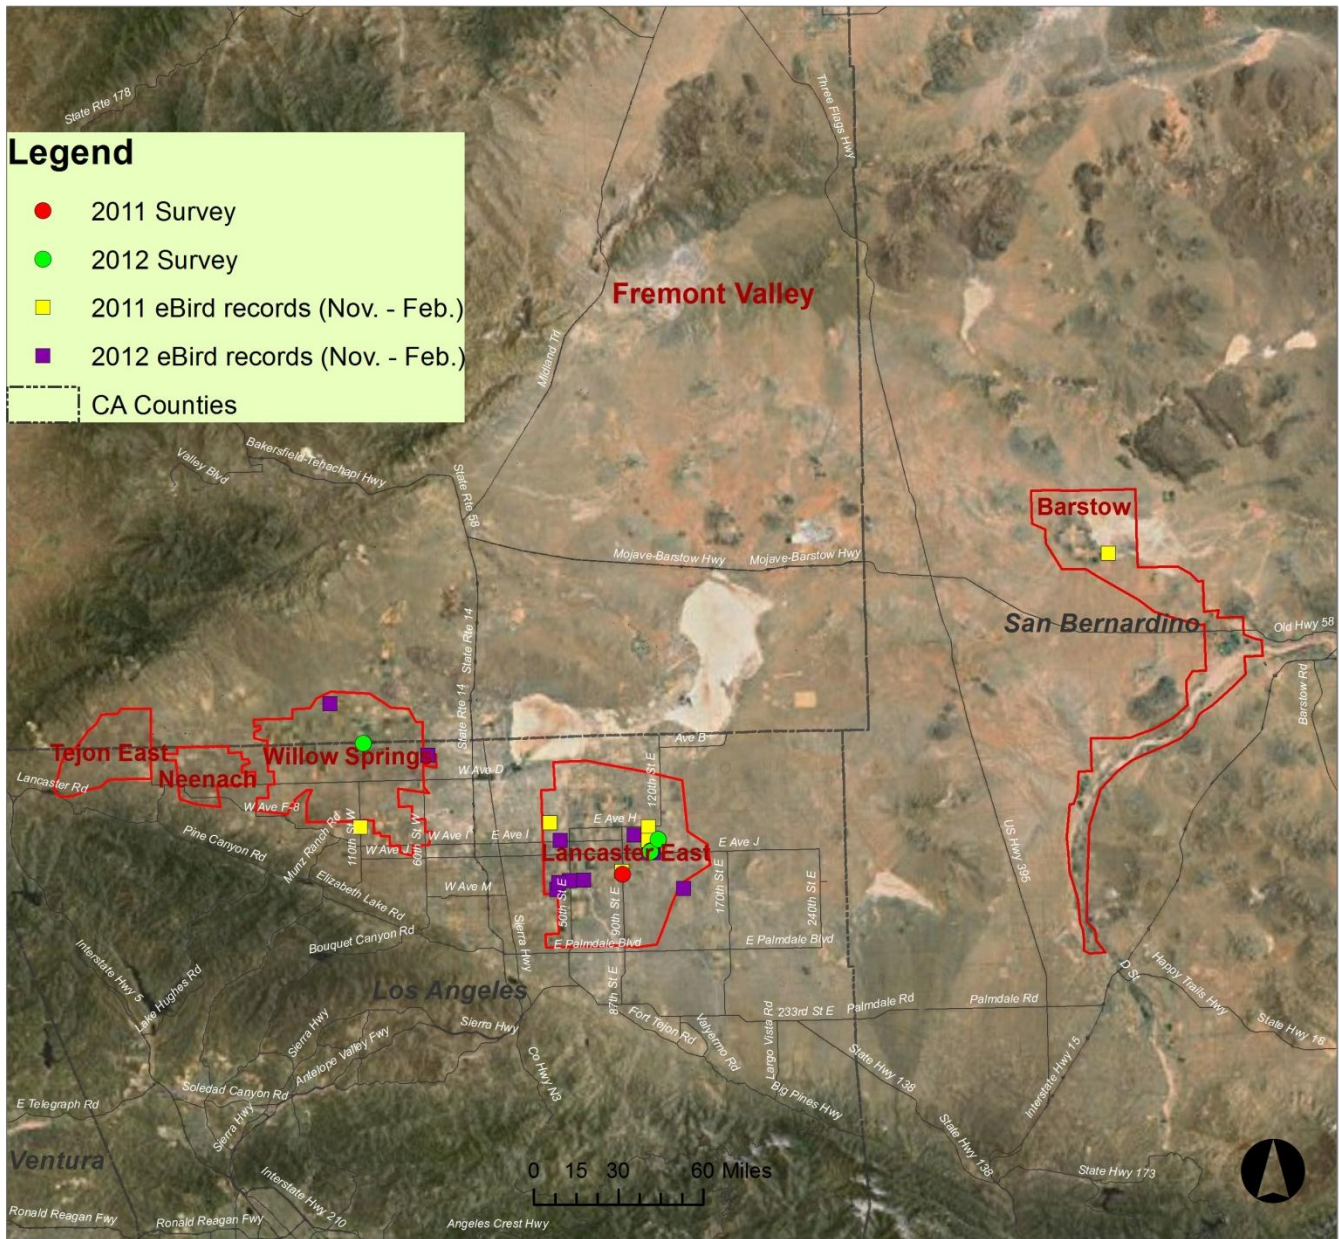 State Rte 178
Three Flags Hwy
Legend
2011 Survey
2012 Survey
2011 eBird records (Nov. - Feb.)
2012 eBird records (Nov. - Feb.)
CA Counties
Fremont Valley
Midland Trl
Bakersfield-Tehachapi Hwy
Valley Blvd
State Rte 58
Barstow
Mojave-Barstow Hwy
Mojave-Barstow Hwy
San Bernardino
Old Hwy 58
State Rte 14
State Rte 14
Barstow Rd
Tejon East
Neenach
Willow Springs
Ave B
W Ave D
120th St E
Lancaster Rd
W Ave F-8
Munz Ranch Rd
110th St W
60th St W
W Ave I
W Ave J
E Ave I
E Ave H
E Ave J
Lancaster East
US Hwy 395
Pine Canyon Rd
Elizabeth Lake Rd
W Ave M
50th St E
90th St E
170th St E
240th St E
Bouquet Canyon Rd
Sierra Hwy
E Palmdale Blvd
E Palmdale Blvd
Interstate Hwy 5
Lake Hughes Rd
Los Angeles
87th St E
D St
Happy Trails Hwy
Sierra Hwy
Sierra Hwy
Antelope Valley Fwy
Fort Tejon Rd
Valyermo Rd
Largo Vista Rd
233rd St E
Palmdale Rd
Palmdale Rd
State Hwy 18
Co Hwy N3
State Hwy 138
Interstate Hwy 15
Soledad Canyon Rd
E Telegraph Rd
Sierra Hwy
Big Pines Hwy
State Hwy 138
Ventura
Interstate Hwy 210
0 15 30 60 Miles
State Hwy 173
Ronald Reagan Fwy
Ronald Reagan Fwy
Angeles Crest Hwy